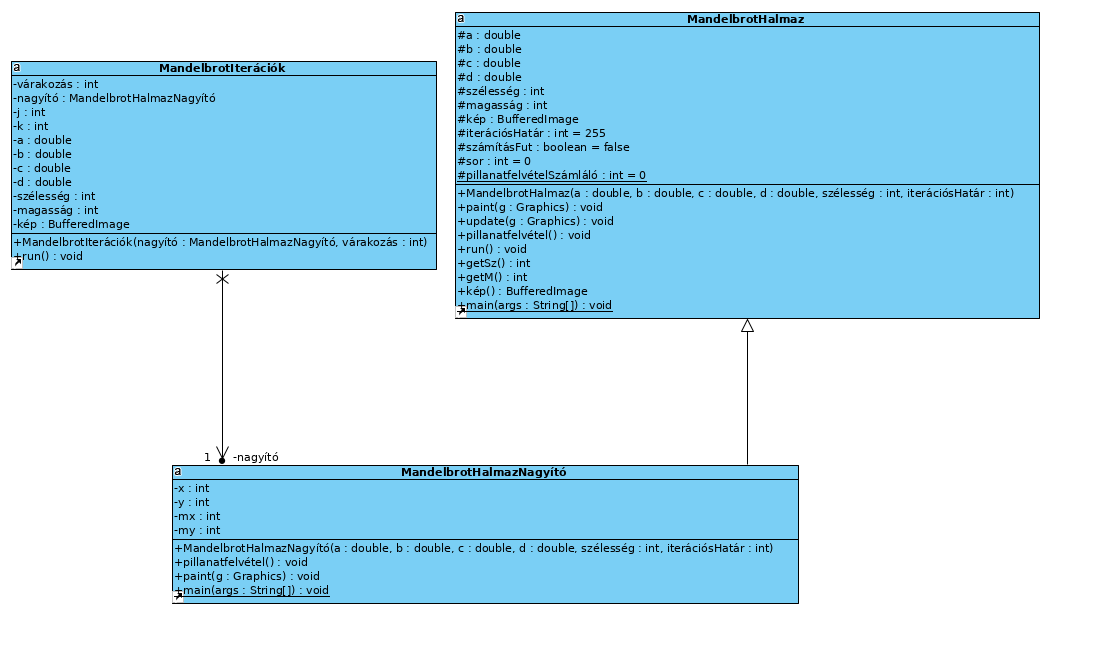 a
MandelbrotIterációk
-várakozás : int
-nagyító : MandelbrotHalmazNagyító
-j : int
-k : int
-a : double
-b : double
-c : double
-d : double
-szélesség : int
-magasság : int
-kép : BufferedImage
+MandelbrotIterációk(nagyító : MandelbrotHalmazNagyító, várakozás : int)
+run() : void
a
MandelbrotHalmaz
#a : double
#b : double
#c : double
#d : double
#szélesség : int
#magasság : int
#kép : BufferedImage
#iterációsHatár : int = 255
#számításFut : boolean = false
#sor : int = 0
#pillanatfelvételSzámláló : int = 0
+MandelbrotHalmaz(a : double, b : double, c : double, d : double, szélesség : int, iterációsHatár : int)
+paint(g : Graphics) : void
+update(g : Graphics) : void
+pillanatfelvétel() : void
+run() : void
+getSz() : int
+getM() : int
+kép() : BufferedImage
+main(args : String[]) : void
1 -nagyító
a
MandelbrotHalmazNagyító
-x : int
-y : int
-mx : int
-my : int
+MandelbrotHalmazNagyító(a : double, b : double, c : double, d : double, szélesség : int, iterációsHatár : int)
+pillanatfelvétel() : void
+paint(g : Graphics) : void
+main(args : String[]) : void